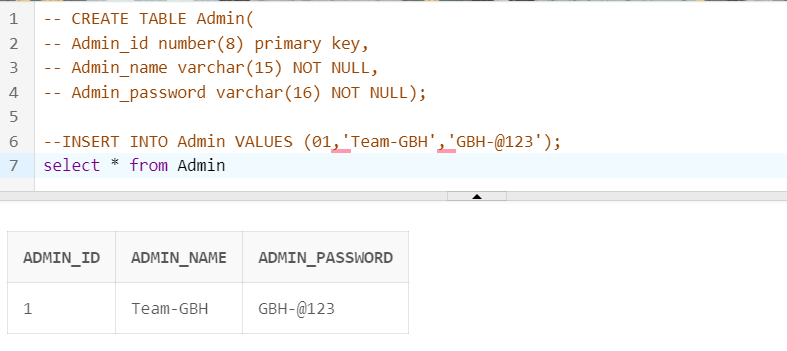 1 -- CREATE TABLE Admin(
2 -- Admin_id number(8) primary key,
3 -- Admin_name varchar(15) NOT NULL,
4 -- Admin_password varchar(16) NOT NULL);
5
6 --INSERT INTO Admin VALUES (01,'Team-GBH','GBH-@123');
7 select * from Admin
ADMIN_ID ADMIN_NAME ADMIN_PASSWORD
1 Team-GBH GBH-@123